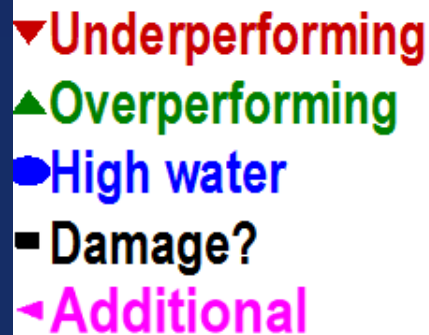 Underperforming
Overperforming
High water
Damage?
Additional